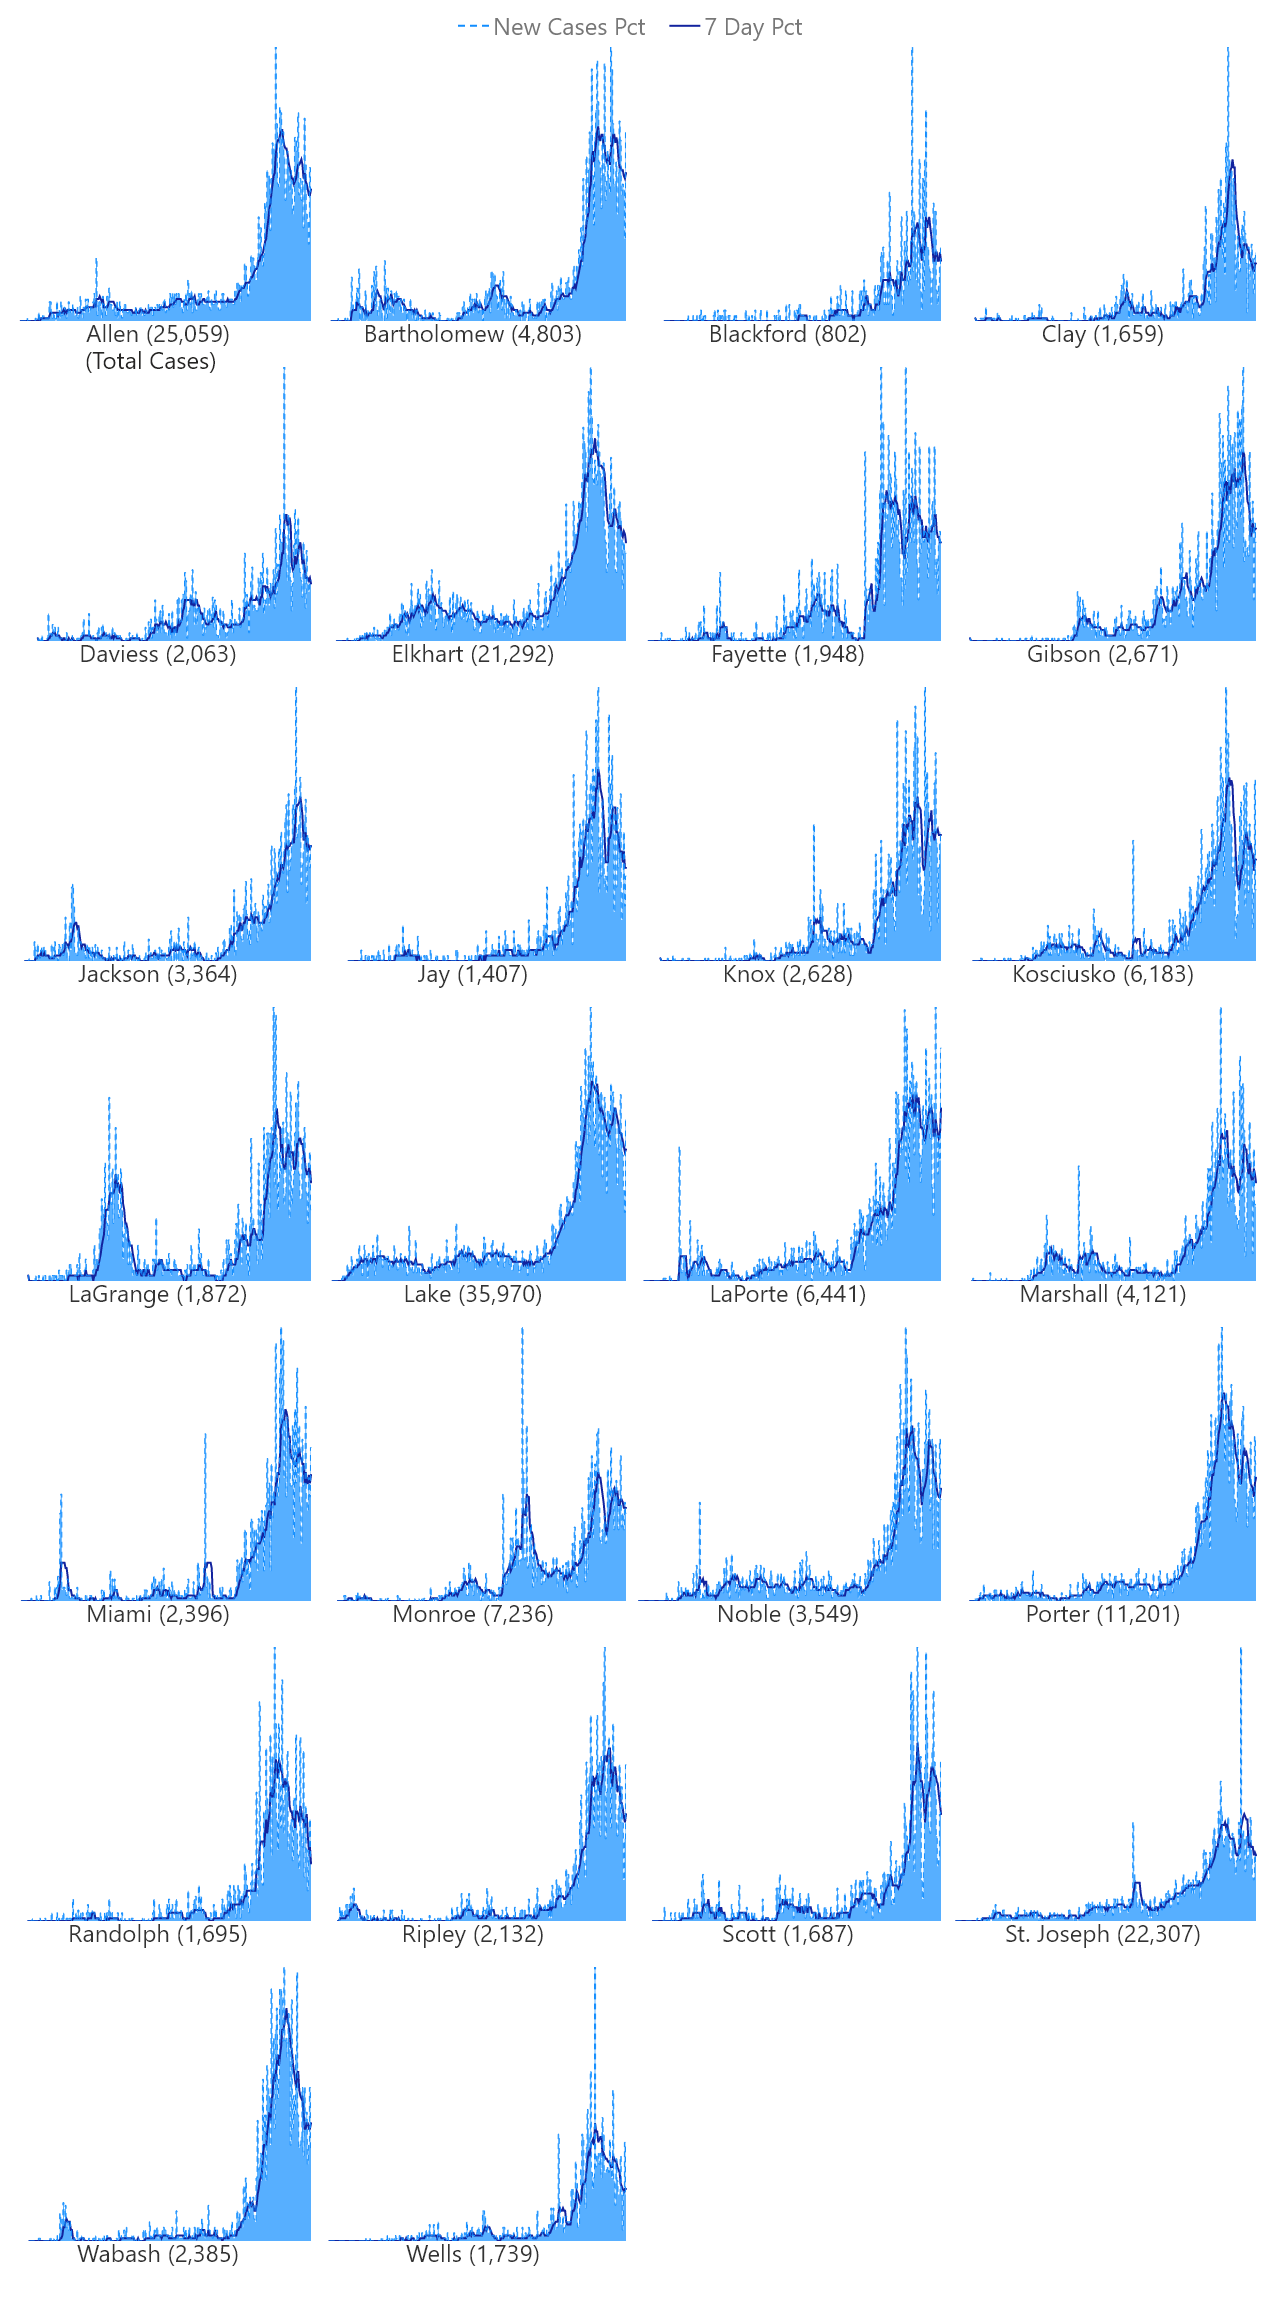 New Cases Pct 7 Day Pct
Allen (25,059) Bartholomew (4,803) Blackford (802) Clay (1,659)
(Total Cases)
Daviess (2,063) Elkhart (21,292) Fayette (1,948) Gibson (2,671)
Jackson (3,364) Jay (1,407) Knox (2,628) Kosciusko (6,183)
LaGrange (1,872) Lake (35,970) LaPorte (6,441) Marshall (4,121)
Miami (2,396) Monroe (7,236) Noble (3,549) Porter (11,201)
Randolph (1,695) Ripley (2,132) Scott (1,687) St. Joseph (22,307)
Wabash (2,385) Wells (1,739)